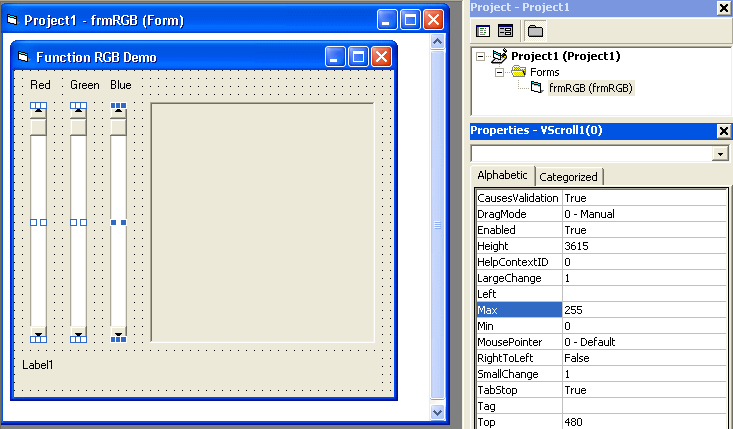 Project1 - frmRGB (Form)
Function RGB Demo
Red Green Blue
Label1
Project - Project1
Project1 (Project1)
Forms
frmRGB (frmRGB)
Properties - VScroll1(0)
Alphabetic Categorized
CausesValidation True
DragMode 0 - Manual
Enabled True
Height 3615
HelpContextID 0
LargeChange 1
Left
Max 255
Min 0
MousePointer 0 - Default
RightToLeft False
SmallChange 1
TabStop True
Tag
Top 480